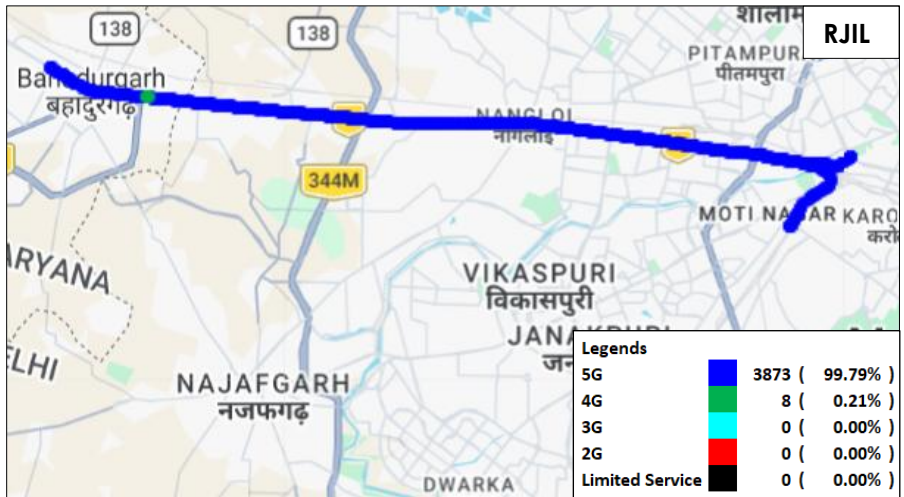 शालीम
138
138
RJIL
PITAMPUR
पीतमपुरा
Bahadurgarh
बहादुरगढ़
NANGLOI
नांगलोई
344M
MOTI NAGAR
KARO
करो
ARYANA
VIKASPURI
विकासपुरी
JANAKPURI
जन
ELHI
NAJAFGARH
नजफगढ़
DWARKA
Legends
5G 3873 ( 99.79% )
4G 8 ( 0.21% )
3G 0 ( 0.00% )
2G 0 ( 0.00% )
Limited Service 0 ( 0.00% )